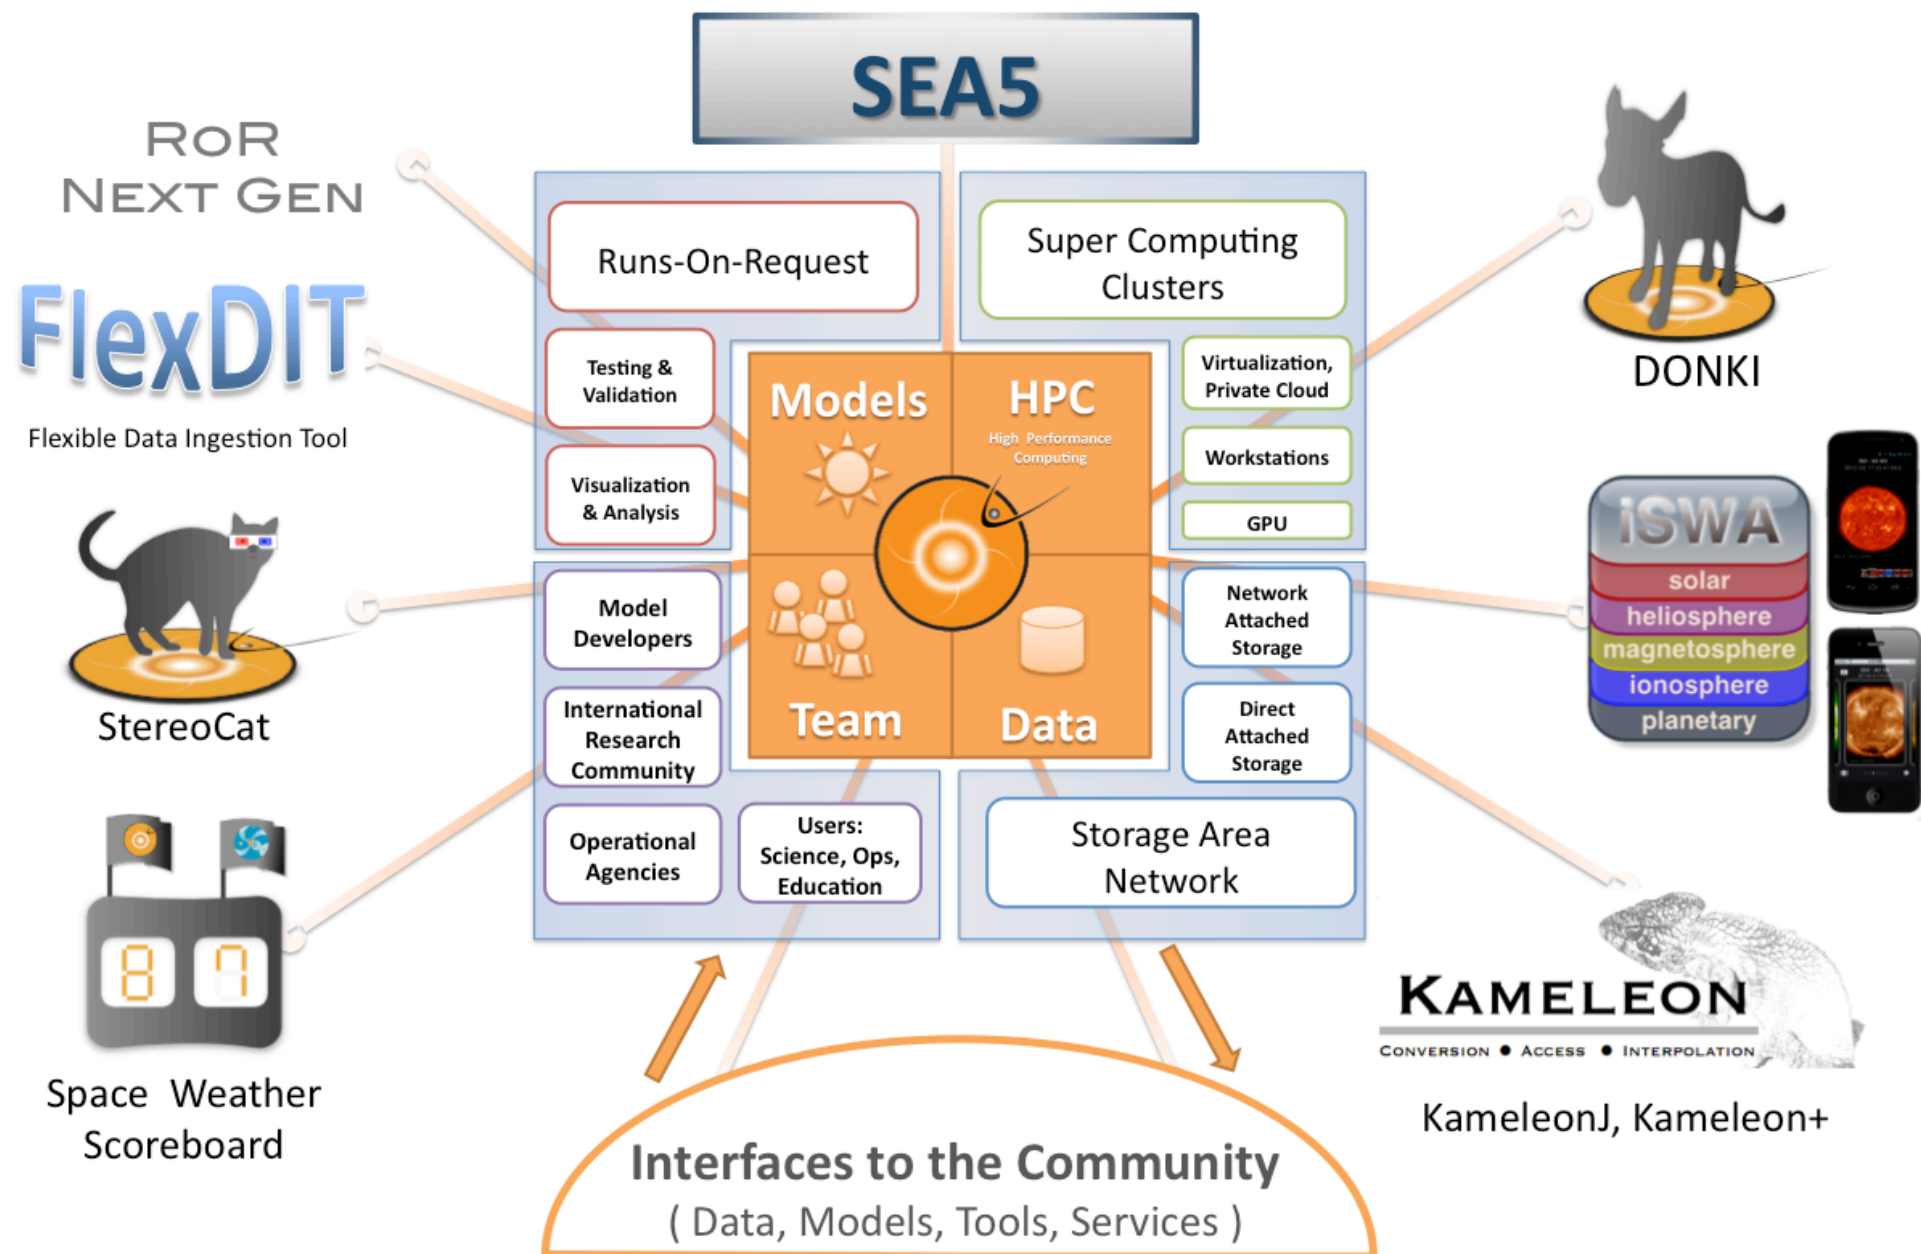 SEA5
RoR
Next Gen
FlexDIT
Flexible Data Ingestion Tool
StereoCat
87
Space Weather
Scoreboard
Runs-On-Request
Testing &
Validation
Visualization
& Analysis
Super Computing
Clusters
Virtualization,
Private Cloud
Workstations
GPU
Models
HPC
High Performance
Computing
Team
Data
Model
Developers
International
Research
Community
Operational
Agencies
Users:
Science, Ops,
Education
Network
Attached
Storage
Direct
Attached
Storage
Storage Area
Network
DONKI
iSWA
solar
heliosphere
magnetosphere
ionosphere
planetary
KAMELEON
CONVERSION ● ACCESS ● INTERPOLATION
KameleonJ, Kameleon+
Interfaces to the Community
( Data, Models, Tools, Services )